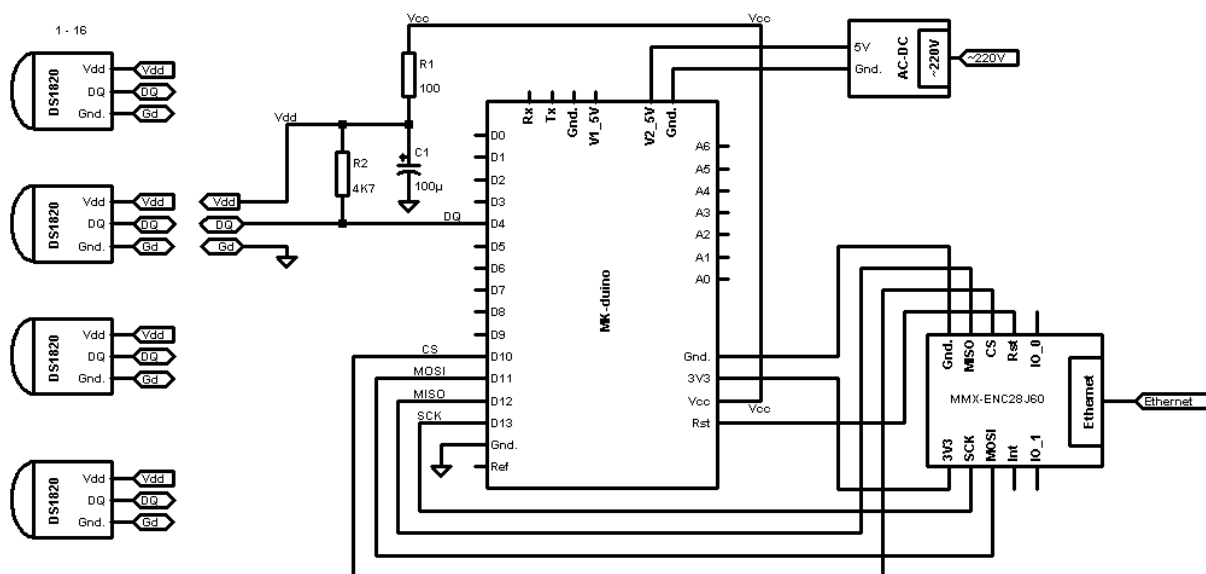 1 - 16
DS1820
Vdd
Vdd
DQ
DQ
Gnd.
Gd
DS1820
Vdd
Vdd
DQ
DQ
Gnd.
Gd
DS1820
Vdd
Vdd
DQ
DQ
Gnd.
Gd
DS1820
Vdd
Vdd
DQ
DQ
Gnd.
Gd
Vdd
DQ
Gd
Vcc
Vcc
R1
100
Vdd
R2
4K7
C1
100µ
DQ
MK-duino
Rx
Tx
Gnd.
V1_5V
V2_5V
Gnd.
D0
D1
D2
D3
D4
D5
D6
D7
D8
D9
D10
D11
D12
D13
Gnd.
Ref
CS
MOSI
MISO
SCK
A6
A5
A4
A3
A2
A1
A0
Gnd.
3V3
Vcc
Rst
Vcc
5V
Gnd.
AC-DC
~220V
~220V
Gnd.
MISO
CS
Rst
IO_0
MMX-ENC28J60
Ethernet
Ethernet
3V3
SCK
MOSI
Int
IO_1